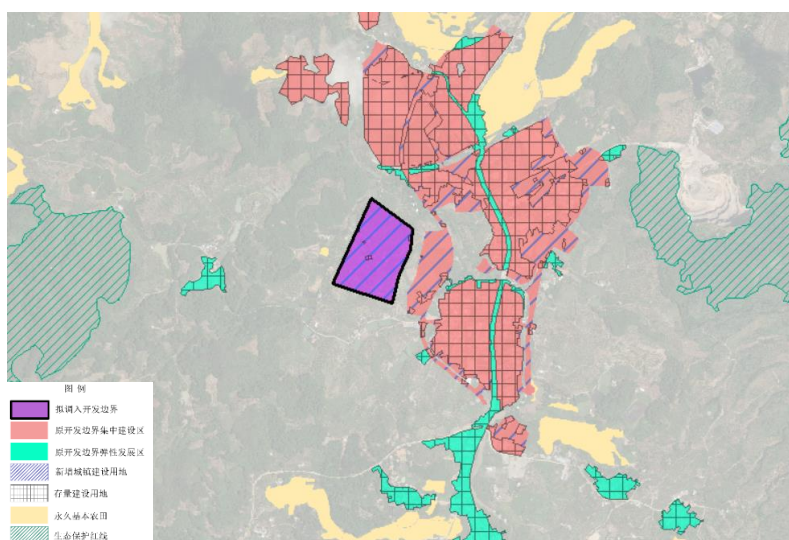 图 例
拟调入开发边界
原开发边界集中建设区
原开发边界弹性发展区
新增城镇建设用地
存量建设用地
永久基本农田
生态保护红线